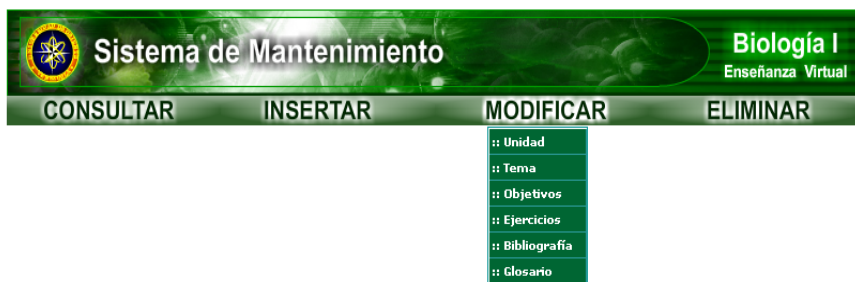 Sistema de Mantenimiento
Biología I
Enseñanza Virtual
CONSULTAR INSERTAR MODIFICAR ELIMINAR
:: Unidad
:: Tema
:: Objetivos
:: Ejercicios
:: Bibliografía
:: Glosario